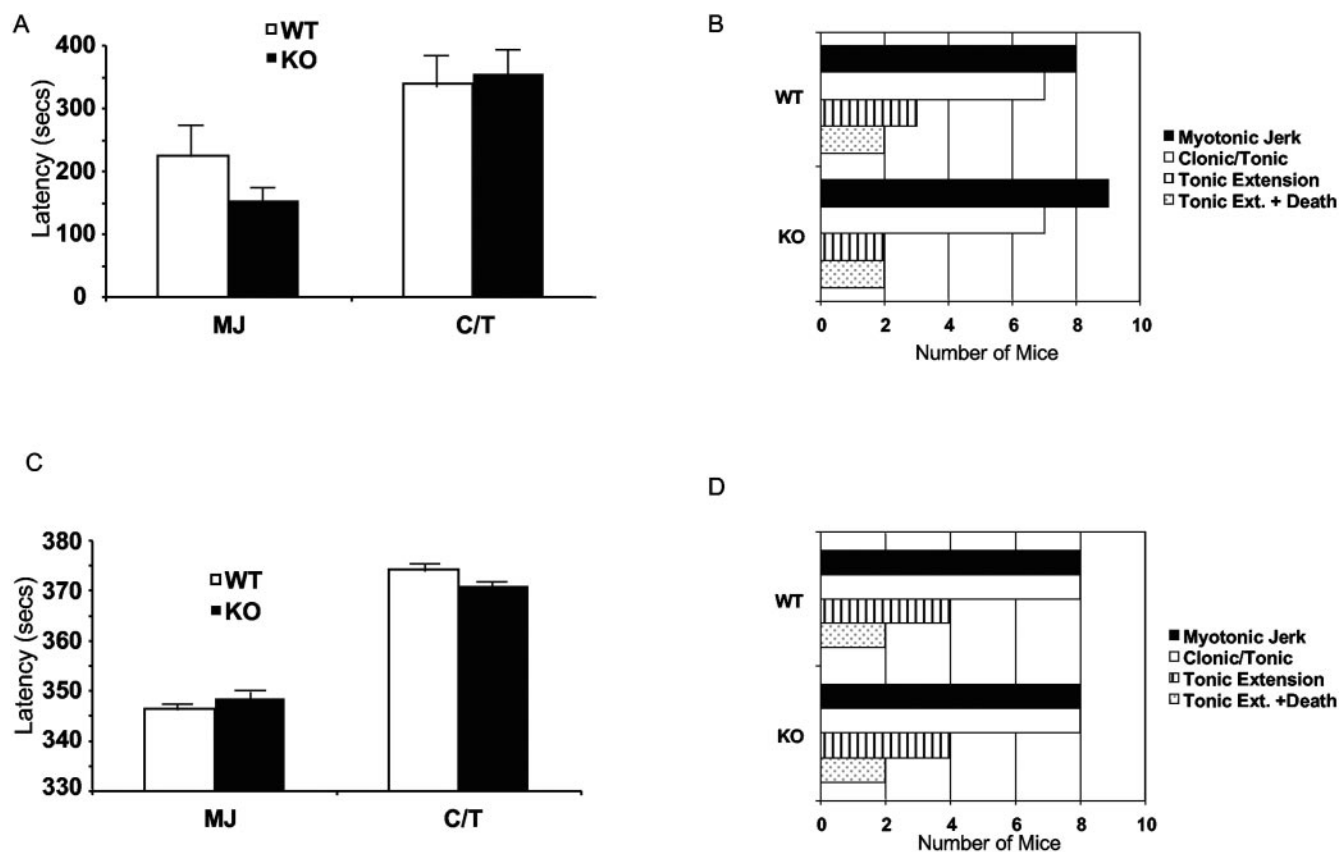 A
WT
KO
400
300
200
100
0
Latency (secs)
MJ C/T
B
WT
KO
0 2 4 6 8 10
Number of Mice
Myotonic Jerk
Clonic/Tonic
Tonic Extension
Tonic Ext. + Death
C
380
370
360
350
340
330
Latency (secs)
WT
KO
MJ C/T
D
WT
KO
0 2 4 6 8 10
Number of Mice
Myotonic Jerk
Clonic/Tonic
Tonic Extension
Tonic Ext. +Death